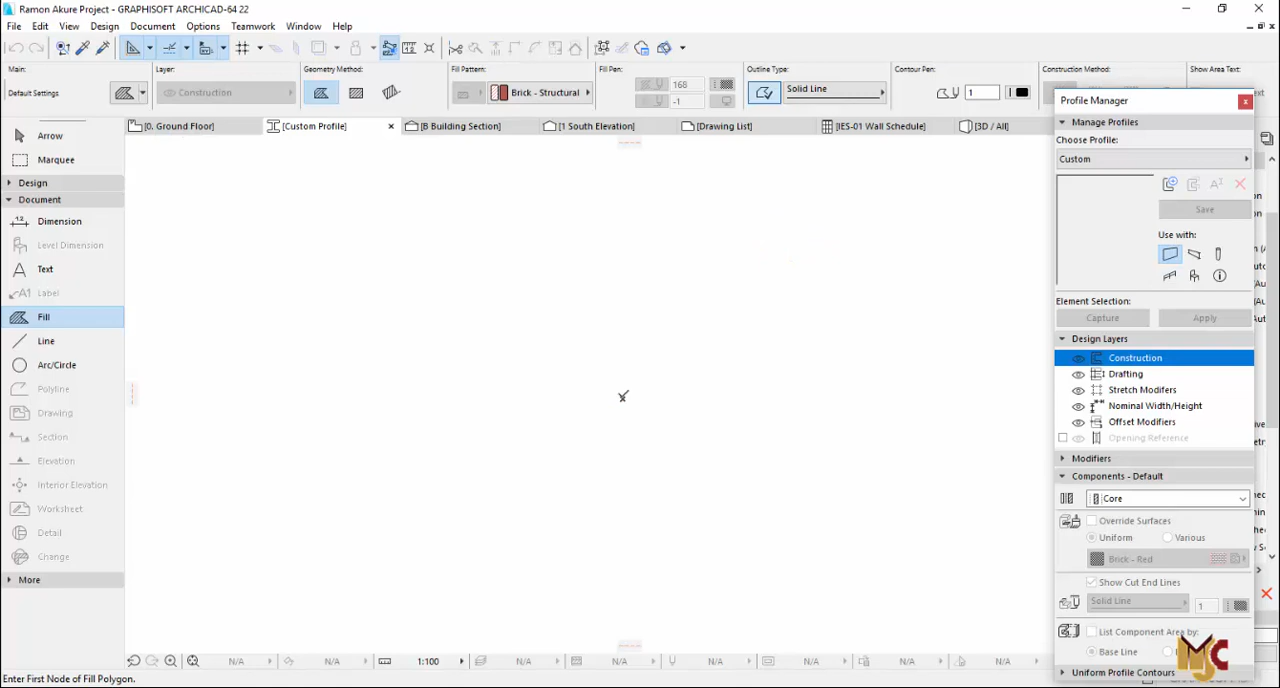 Ramon Akure Project - GRAPHISOFT ARCHICAD-64 22
File Edit View Design Document Options Teamwork Window Help
Main: Layer: Geometry Method: Fill Pattern: Fill Pen: Outline Type: Contour Pen: Construction Method: Show Area Text:
Default Settings Construction Brick - Structural 168 -1 Solid Line 1
[0. Ground Floor] [Custom Profile] [B Building Section] [1 South Elevation] [Drawing List] [IES-01 Wall Schedule] [3D / All]
Arrow
Marquee
Design
Document
Dimension
Level Dimension
Text
Label
Fill
Line
Arc/Circle
Polyline
Drawing
Section
Elevation
Interior Elevation
Worksheet
Detail
Change
More
Profile Manager
Manage Profiles
Choose Profile:
Custom
Save
Use with:
Element Selection:
Capture Apply
Design Layers
Construction
Drafting
Stretch Modifiers
Nominal Width/Height
Offset Modifiers
Opening Reference
Modifiers
Components - Default
Core
Override Surfaces
Uniform Various
Brick - Red
Show Cut End Lines
Solid Line 1
List Component Area by:
Base Line
MJC
Uniform Profile Contours
N/A N/A 1:100 N/A N/A N/A N/A N/A N/A
Enter First Node of Fill Polygon.